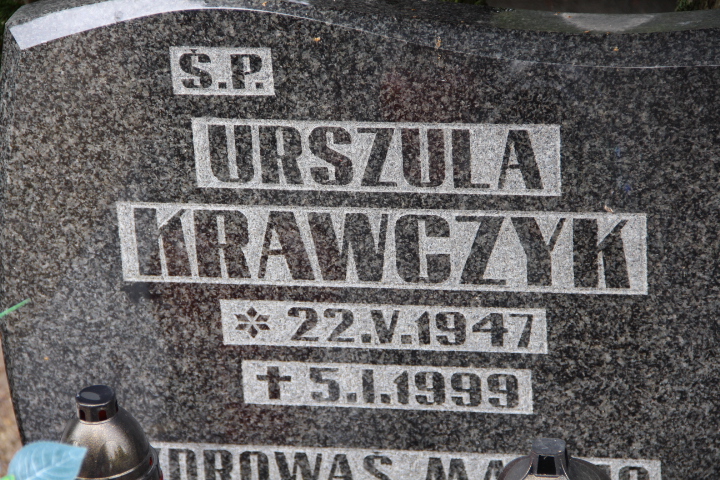 Ś.P.
URSZULA
KRAWCZYK
* 22.V.1947
✝ 5.I.1999